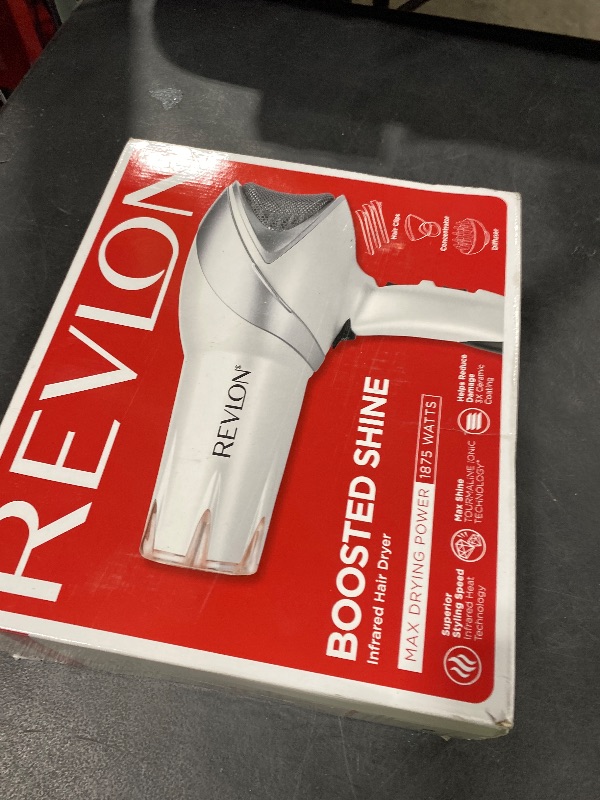 REVLON
Hair Clips
Concentrator
Diffuser
REVLON®
BOOSTED SHINE
Infrared Hair Dryer
MAX DRYING POWER 1875 WATTS
Superior
Styling Speed
Infrared Heat
Technology
Max Shine
TOURMALINE IONIC
TECHNOLOGY*
Helps Reduce
Damage
3X Ceramic
Coating